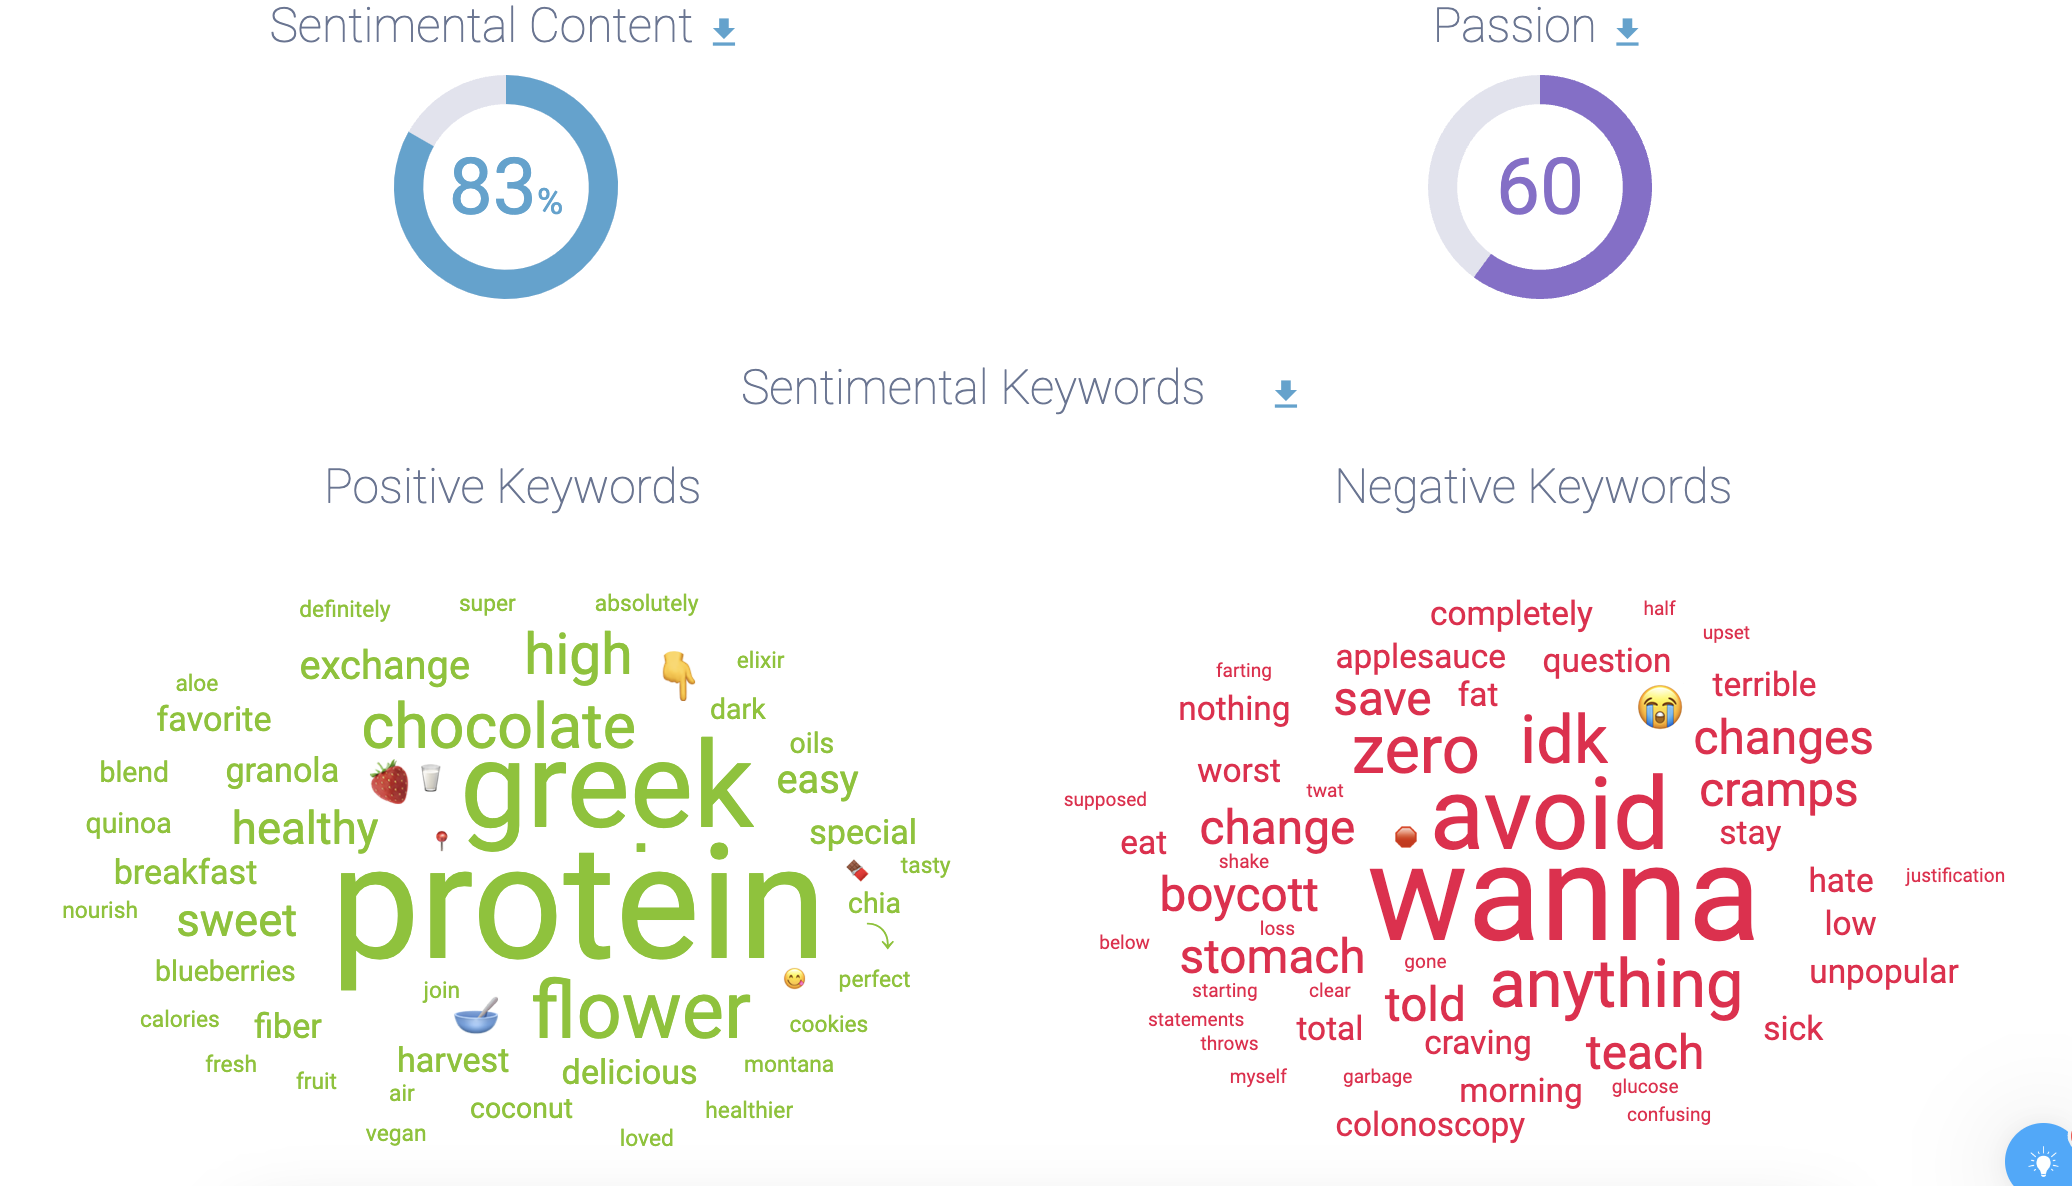 Sentimental Content
Passion
83%
60
Sentimental Keywords
Positive Keywords
Negative Keywords
definitely super absolutely
exchange high elixir
aloe
favorite chocolate dark
oils
blend granola greek easy
quinoa healthy special
breakfast protein tasty
nourish sweet chia
blueberries join perfect
calories fiber flower cookies
fresh harvest delicious montana
fruit air
coconut healthier
vegan loved
completely half
upset
farting applesauce question
nothing save fat terrible
zero idk changes
worst
supposed twat avoid cramps
eat change stay
shake
boycott wanna hate justification
loss low
below stomach gone
unpopular
starting clear told anything
statements total sick
throws craving teach
myself garbage morning glucose
colonoscopy confusing